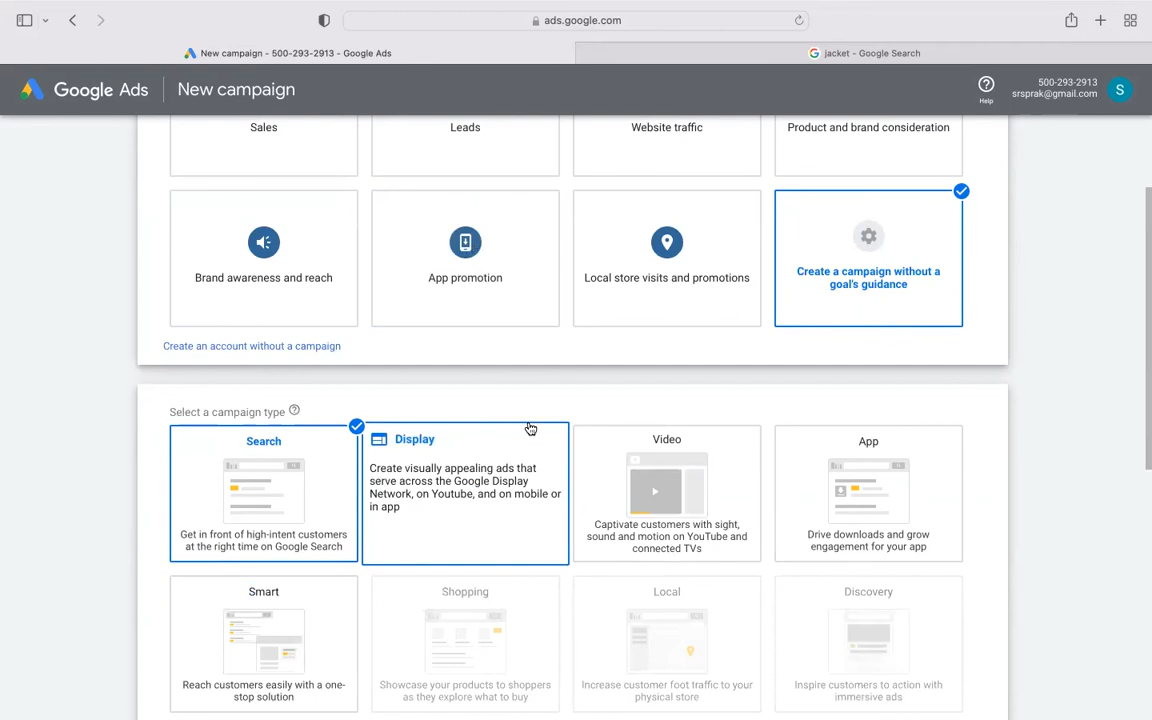 ads.google.com
New campaign - 500-293-2913 - Google Ads
jacket - Google Search
Google Ads
New campaign
Help
500-293-2913
srsprak@gmail.com
S
Sales
Leads
Website traffic
Product and brand consideration
Brand awareness and reach
App promotion
Local store visits and promotions
Create a campaign without a
goal's guidance
Create an account without a campaign
Select a campaign type
Search
Get in front of high-intent customers
at the right time on Google Search
Display
Create visually appealing ads that
serve across the Google Display
Network, on Youtube, and on mobile or
in app
Video
Captivate customers with sight,
sound and motion on YouTube and
connected TVs
App
Drive downloads and grow
engagement for your app
Smart
Reach customers easily with a one-
stop solution
Shopping
Showcase your products to shoppers
as they explore what to buy
Local
Increase customer foot traffic to your
physical store
Discovery
Inspire customers to action with
immersive ads